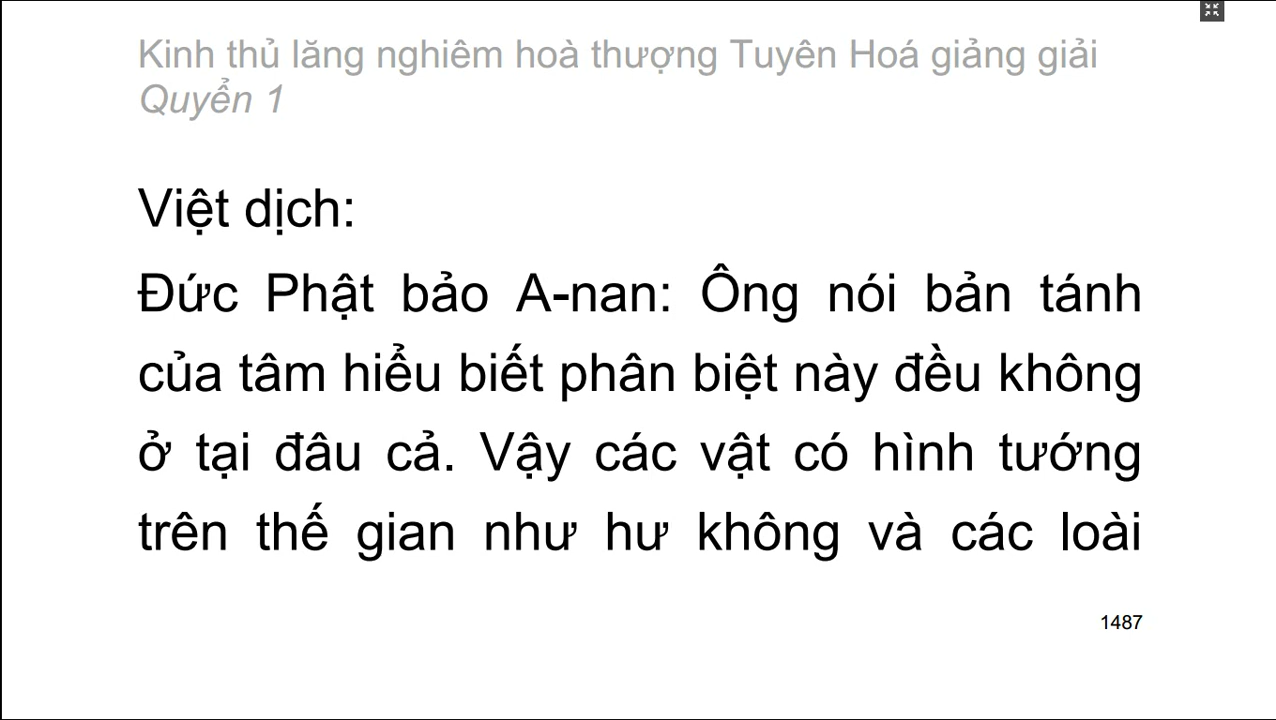 Kinh thủ lăng nghiêm hoà thượng Tuyên Hoá giảng giải
Quyển 1
Việt dịch:
Đức Phật bảo A-nan: Ông nói bản tánh
của tâm hiểu biết phân biệt này đều không
ở tại đâu cả. Vậy các vật có hình tướng
trên thế gian như hư không và các loài
1487